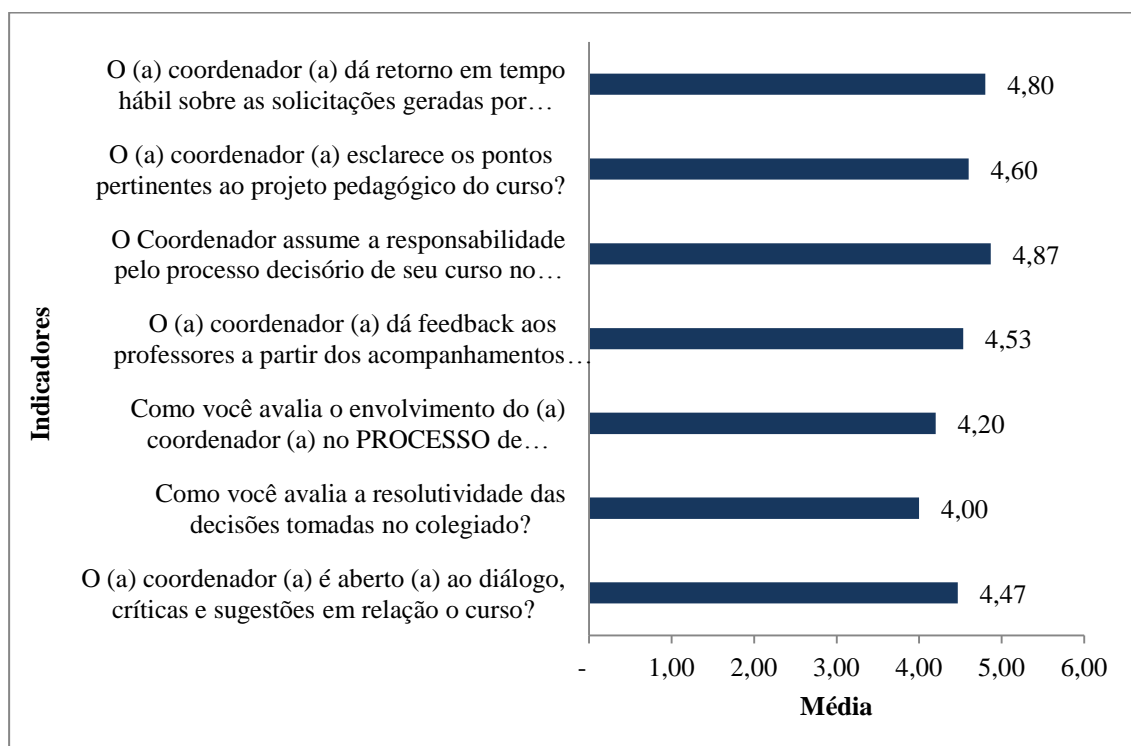 O (a) coordenador (a) dá retorno em tempo
hábil sobre as solicitações geradas por…
4,80
O (a) coordenador (a) esclarece os pontos
pertinentes ao projeto pedagógico do curso?
4,60
O Coordenador assume a responsabilidade
pelo processo decisório de seu curso no…
4,87
O (a) coordenador (a) dá feedback aos
professores a partir dos acompanhamentos…
4,53
Como você avalia o envolvimento do (a)
coordenador (a) no PROCESSO de…
4,20
Como você avalia a resolutividade das
decisões tomadas no colegiado?
4,00
O (a) coordenador (a) é aberto (a) ao diálogo,
críticas e sugestões em relação o curso?
4,47
Indicadores
- 1,00 2,00 3,00 4,00 5,00 6,00
Média